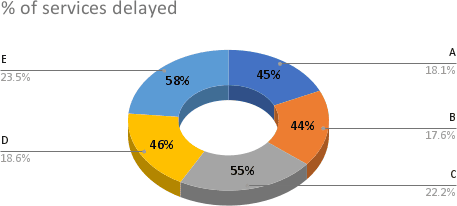 % of services delayed
E
23.5%
A
18.1%
58%
45%
44%
B
17.6%
D
18.6%
46%
55%
C
22.2%